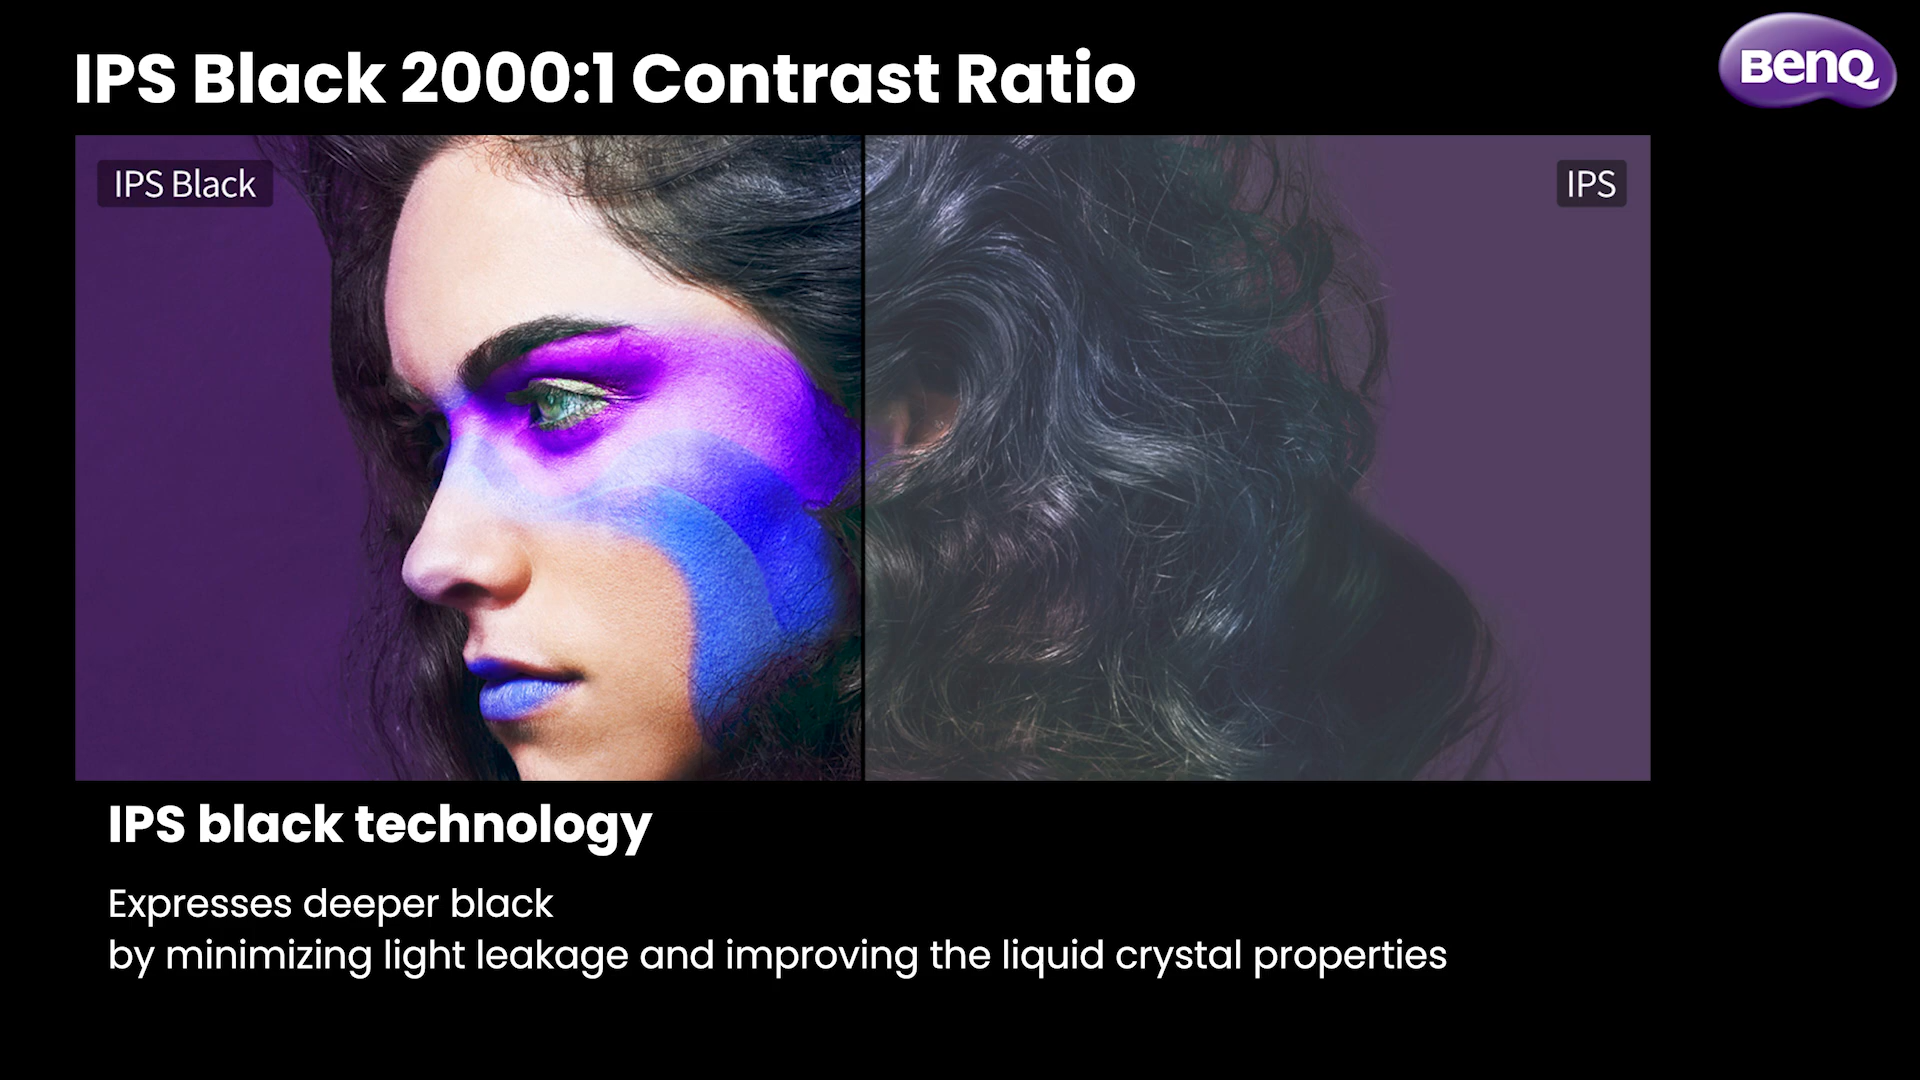 IPS Black 2000:1 Contrast Ratio
BenQ
IPS Black
IPS
IPS black technology
Expresses deeper black
by minimizing light leakage and improving the liquid crystal properties